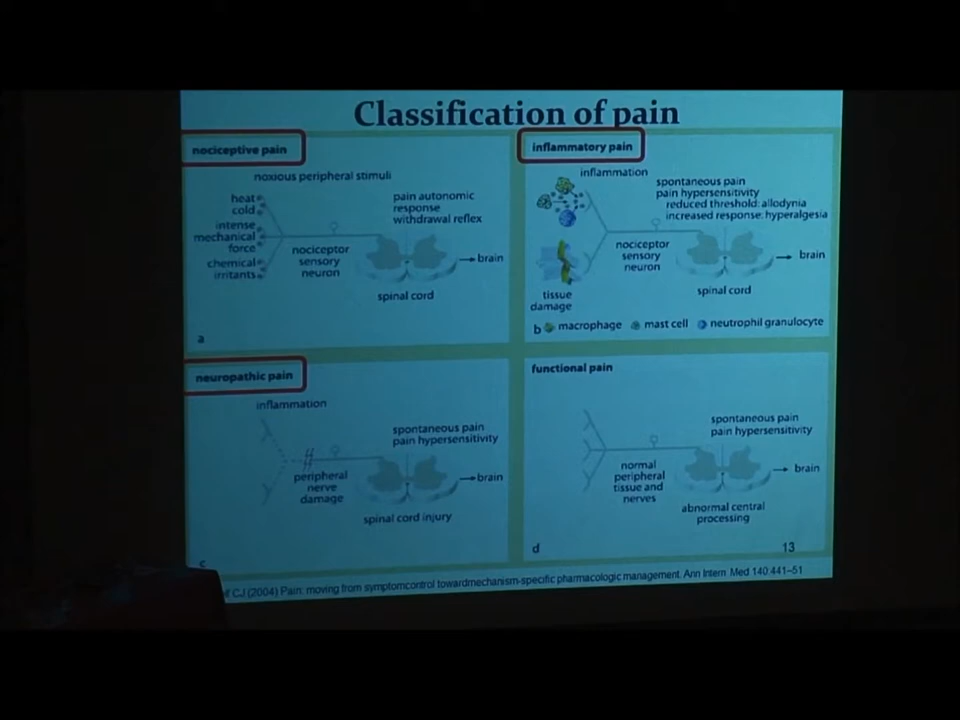 Classification of pain
nociceptive pain
noxious peripheral stimuli
heat
cold
intense
mechanical
force
chemical
irritants
pain autonomic
response
withdrawal reflex
nociceptor
sensory
neuron
brain
spinal cord
a
inflammatory pain
inflammation
spontaneous pain
pain hypersensitivity
reduced threshold: allodynia
increased response: hyperalgesia
nociceptor
sensory
neuron
brain
spinal cord
tissue
damage
b macrophage mast cell neutrophil granulocyte
neuropathic pain
inflammation
spontaneous pain
pain hypersensitivity
peripheral
nerve
damage
brain
spinal cord injury
c
functional pain
spontaneous pain
pain hypersensitivity
normal
peripheral
tissue and
nerves
brain
abnormal central
processing
d
13
CJ (2004) Pain: moving from symptomcontrol towardmechanism-specific pharmacologic management. Ann Intern Med 140:441–51